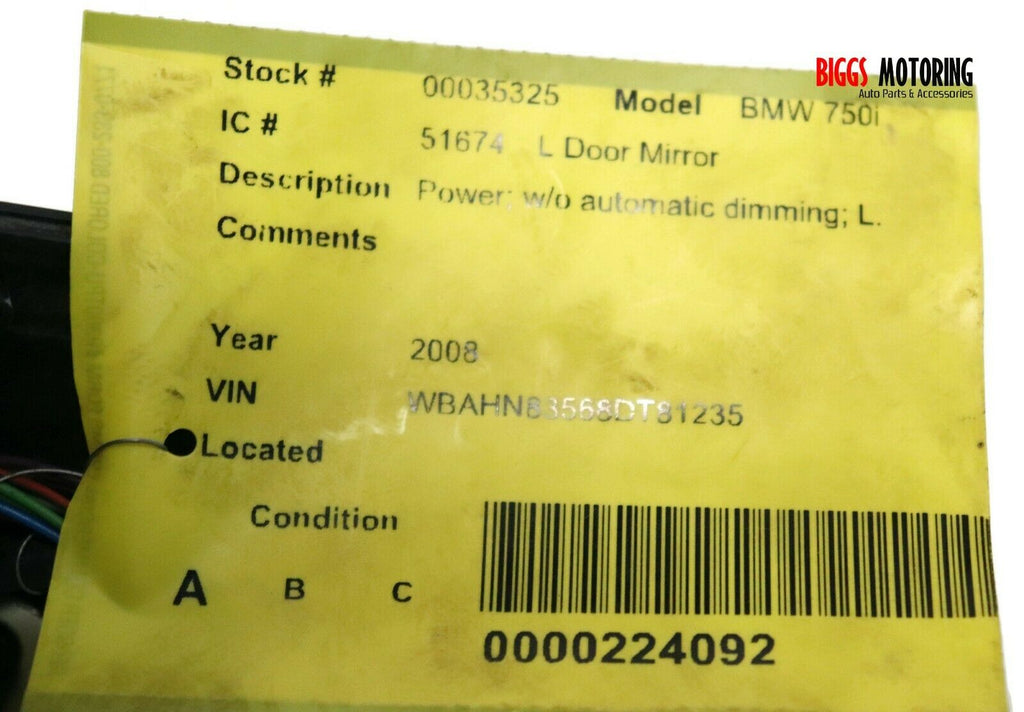 BIGGS MOTORING
Auto Parts & Accessories
Stock # 00035325 Model BMW 750i
IC # 51674 L Door Mirror
Description Power; w/o automatic dimming; L.
Comments
Year 2008
VIN WBAHN83568DT81235
Located
Condition
A B C
0000224092